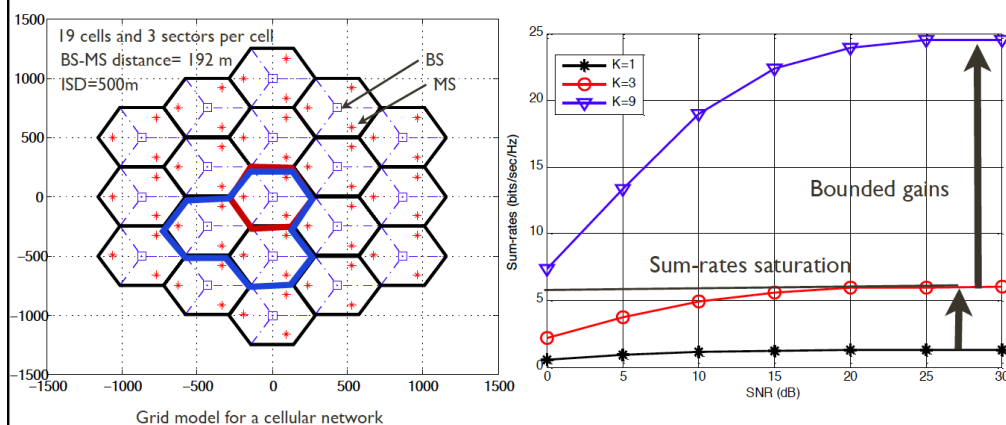 19 cells and 3 sectors per cell
BS-MS distance= 192 m
ISD=500m
BS
MS
1500
1000
500
0
−500
−1000
−1500
−1500 −1000 −500 0 500 1000 1500
Grid model for a cellular network
K=1
K=3
K=9
Bounded gains
Sum-rates saturation
Sum-rates (bits/sec/Hz)
25
20
15
10
5
0
0 5 10 15 20 25 30
SNR (dB)